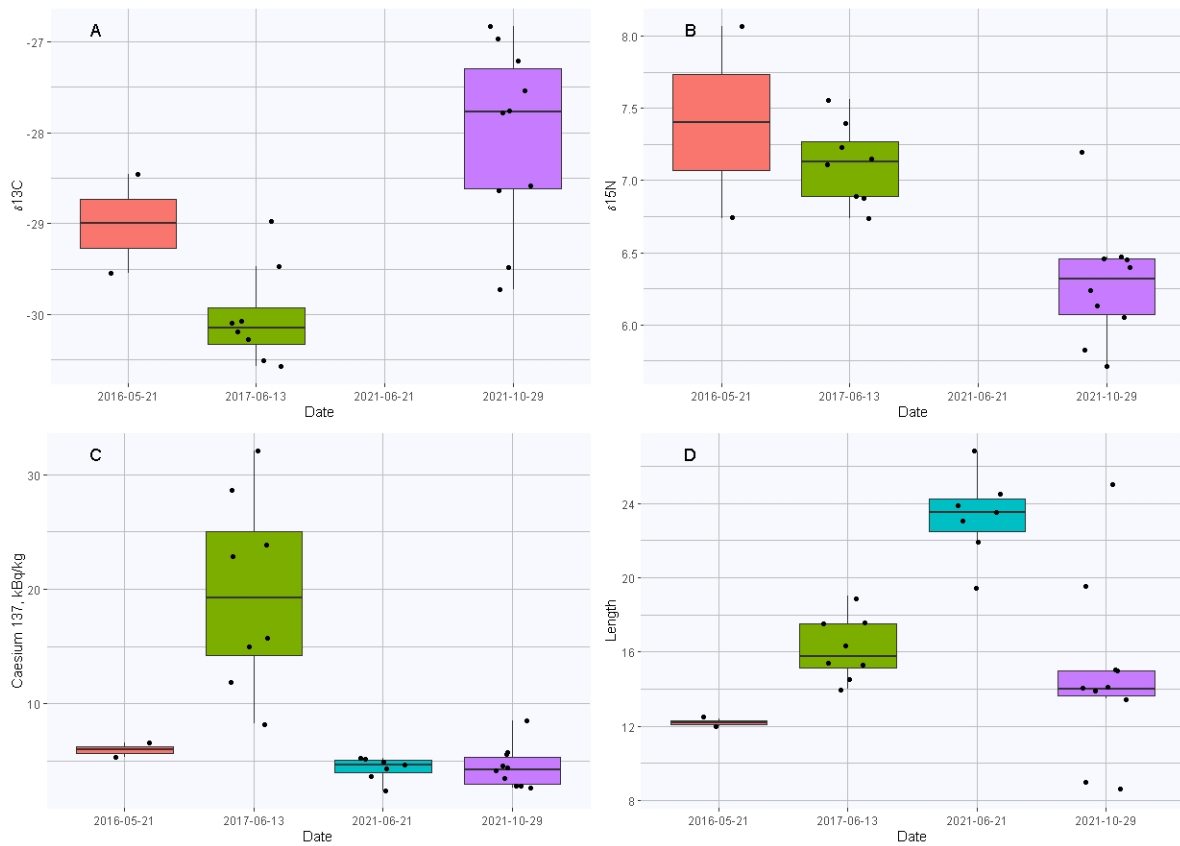 A
-27
-28
-29
-30
δ13C
2016-05-21 2017-06-13 2021-06-21 2021-10-29
Date
B
8.0
7.5
7.0
6.5
6.0
δ15N
2016-05-21 2017-06-13 2021-06-21 2021-10-29
Date
C
30
20
10
Caesium 137, kBq/kg
2016-05-21 2017-06-13 2021-06-21 2021-10-29
Date
D
24
20
16
12
8
Length
2016-05-21 2017-06-13 2021-06-21 2021-10-29
Date